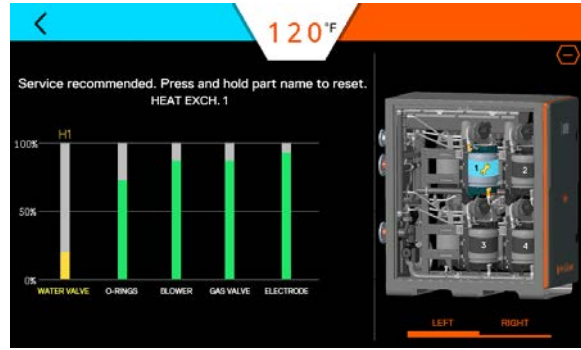 120°F
Service recommended. Press and hold part name to reset.
HEAT EXCH. 1
H1
100%
50%
0%
WATER VALVE O-RINGS BLOWER GAS VALVE ELECTRODE
1 2
3 4
LEFT RIGHT